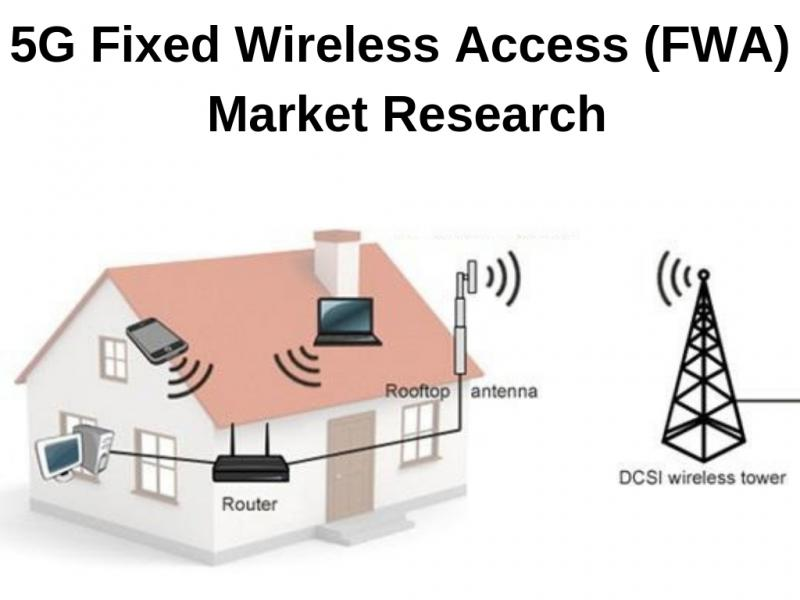 5G Fixed Wireless Access (FWA)
Market Research
Rooftop antenna
DCSI wireless tower
Router